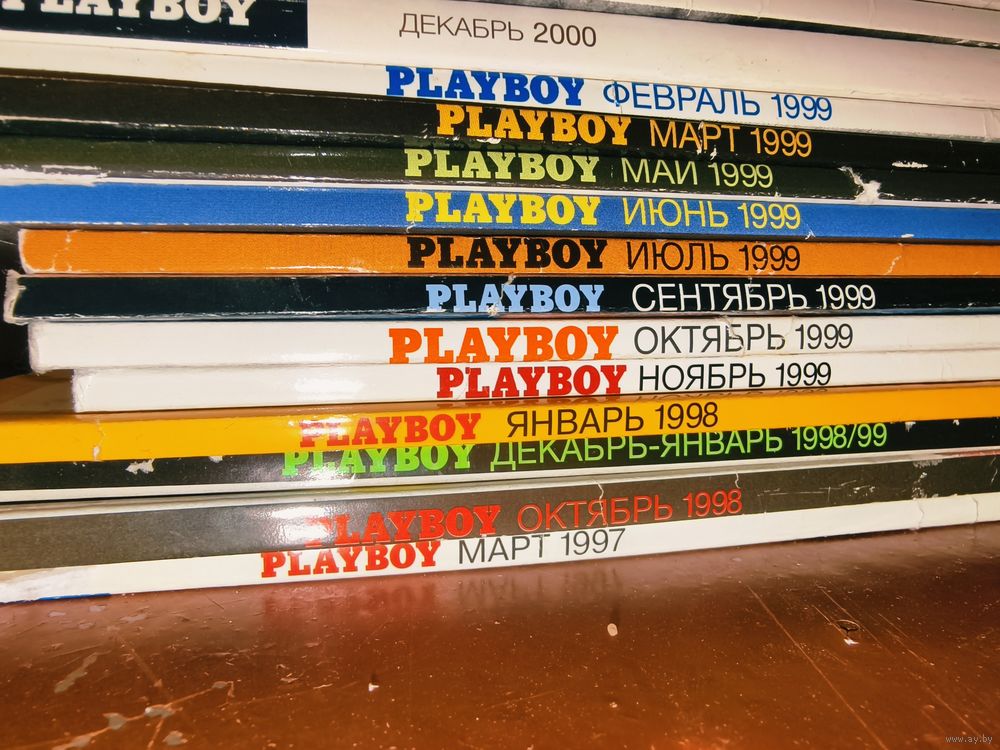 PLAYBOY ДЕКАБРЬ 2000
PLAYBOY ФЕВРАЛЬ 1999
PLAYBOY МАРТ 1999
PLAYBOY МАЙ 1999
PLAYBOY ИЮНЬ 1999
PLAYBOY ИЮЛЬ 1999
PLAYBOY СЕНТЯБРЬ 1999
PLAYBOY ОКТЯБРЬ 1999
PLAYBOY НОЯБРЬ 1999
PLAYBOY ЯНВАРЬ 1998
PLAYBOY ДЕКАБРЬ-ЯНВАРЬ 1998/99
PLAYBOY ОКТЯБРЬ 1998
PLAYBOY МАРТ 1997
www.ay.by